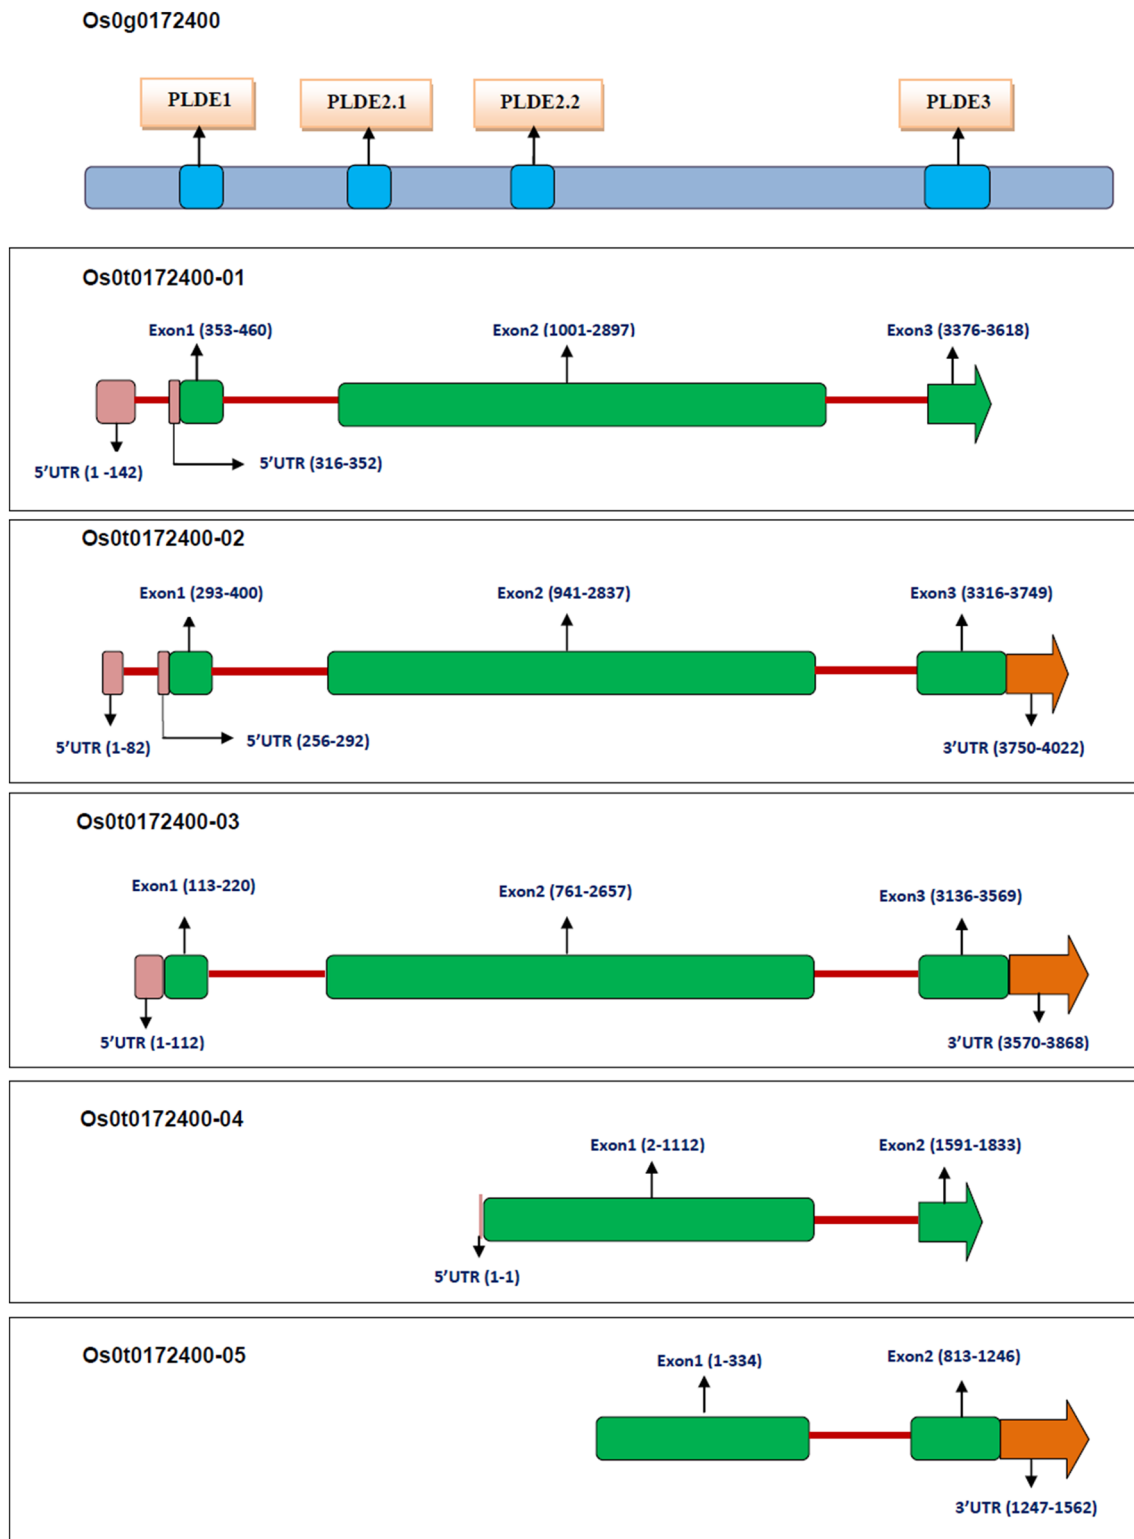 Os0g0172400
PLDE1
PLDE2.1
PLDE2.2
PLDE3
Os0t0172400-01
Exon1 (353-460)
Exon2 (1001-2897)
Exon3 (3376-3618)
5’UTR (1 -142)
5’UTR (316-352)
Os0t0172400-02
Exon1 (293-400)
Exon2 (941-2837)
Exon3 (3316-3749)
5’UTR (1-82)
5’UTR (256-292)
3’UTR (3750-4022)
Os0t0172400-03
Exon1 (113-220)
Exon2 (761-2657)
Exon3 (3136-3569)
5’UTR (1-112)
3’UTR (3570-3868)
Os0t0172400-04
Exon1 (2-1112)
Exon2 (1591-1833)
5’UTR (1-1)
Os0t0172400-05
Exon1 (1-334)
Exon2 (813-1246)
3’UTR (1247-1562)